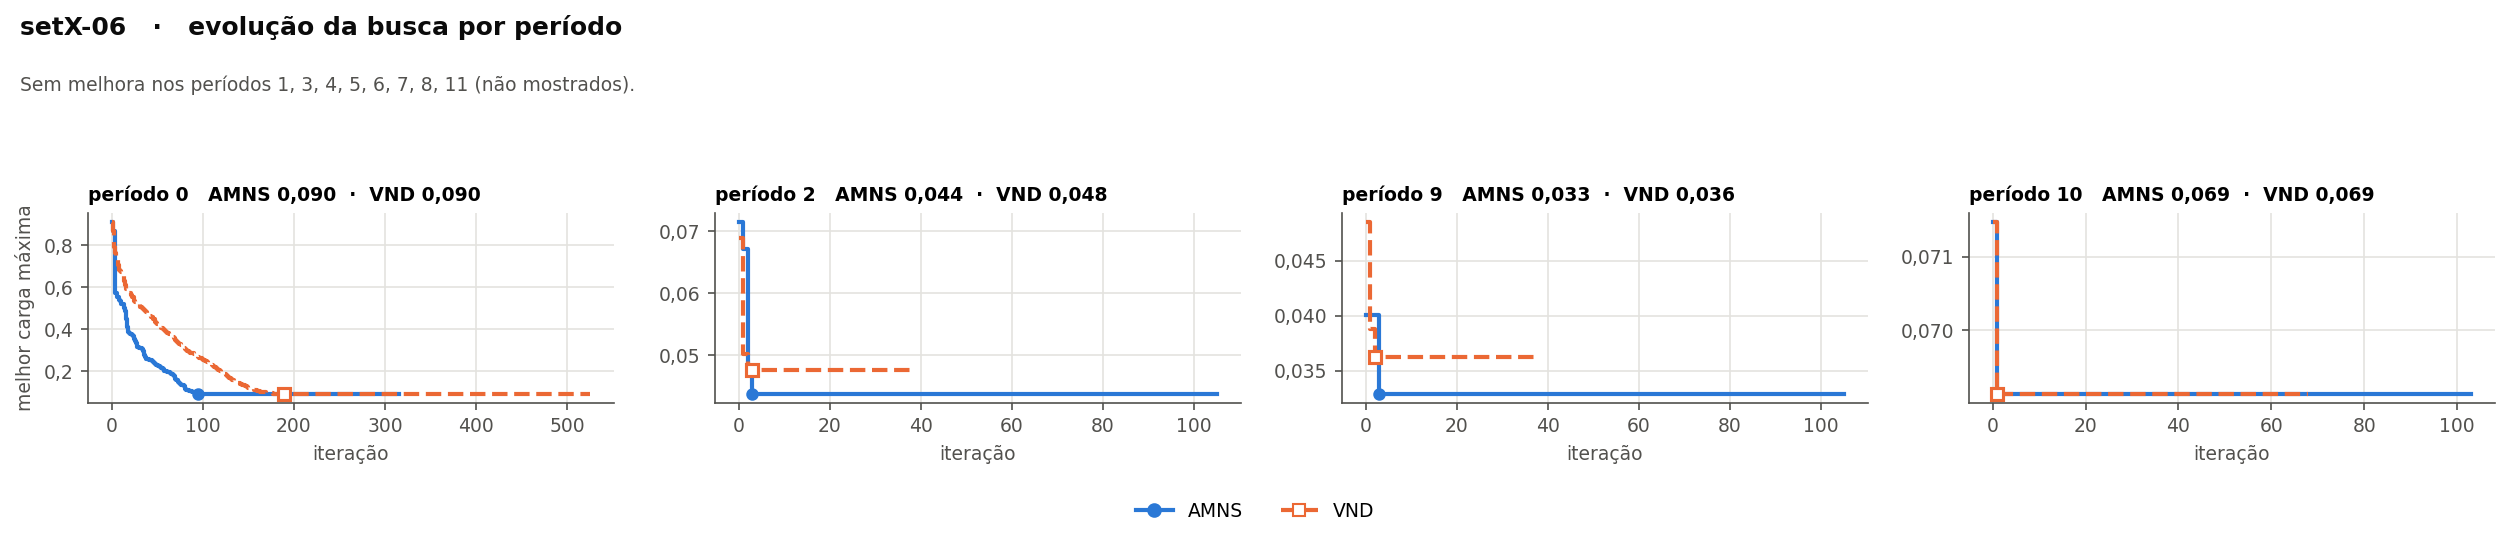 setX-06 · evolução da busca por período
Sem melhora nos períodos 1, 3, 4, 5, 6, 7, 8, 11 (não mostrados).
período 0 AMNS 0,090 · VND 0,090
melhor carga máxima
0,8
0,6
0,4
0,2
0 100 200 300 400 500
iteração
período 2 AMNS 0,044 · VND 0,048
0,07
0,06
0,05
0 20 40 60 80 100
iteração
período 9 AMNS 0,033 · VND 0,036
0,045
0,040
0,035
0 20 40 60 80 100
iteração
período 10 AMNS 0,069 · VND 0,069
0,071
0,070
0 20 40 60 80 100
iteração
AMNS VND